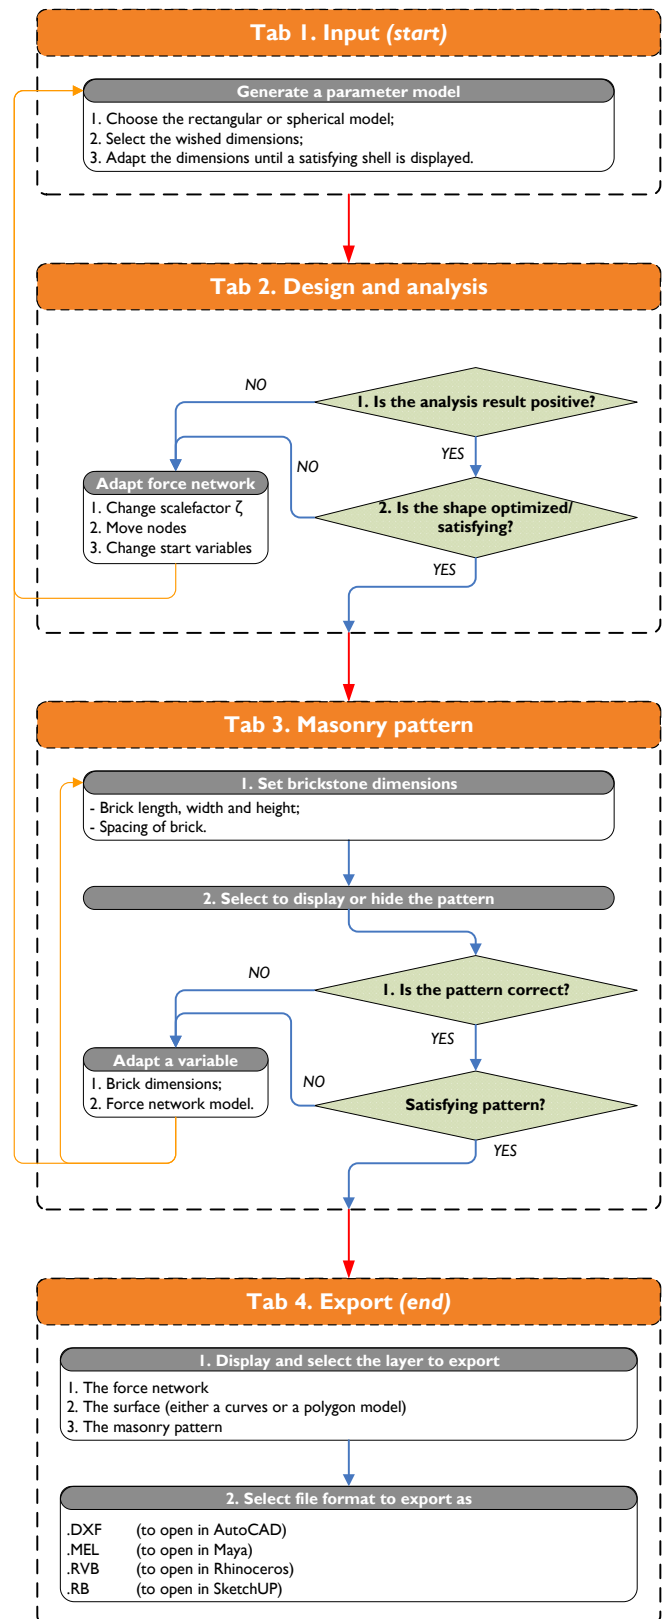 Tab 1. Input (start)
Generate a parameter model
1. Choose the rectangular or spherical model;
2. Select the wished dimensions;
3. Adapt the dimensions until a satisfying shell is displayed.
Tab 2. Design and analysis
NO
1. Is the analysis result positive?
YES
NO
Adapt force network
1. Change scalefactor ζ
2. Move nodes
3. Change start variables
2. Is the shape optimized/
satisfying?
YES
Tab 3. Masonry pattern
1. Set brickstone dimensions
- Brick length, width and height;
- Spacing of brick.
2. Select to display or hide the pattern
NO
1. Is the pattern correct?
YES
Adapt a variable
1. Brick dimensions;
2. Force network model.
NO
Satisfying pattern?
YES
Tab 4. Export (end)
1. Display and select the layer to export
1. The force network
2. The surface (either a curves or a polygon model)
3. The masonry pattern
2. Select file format to export as
.DXF (to open in AutoCAD)
.MEL (to open in Maya)
.RVB (to open in Rhinoceros)
.RB (to open in SketchUP)